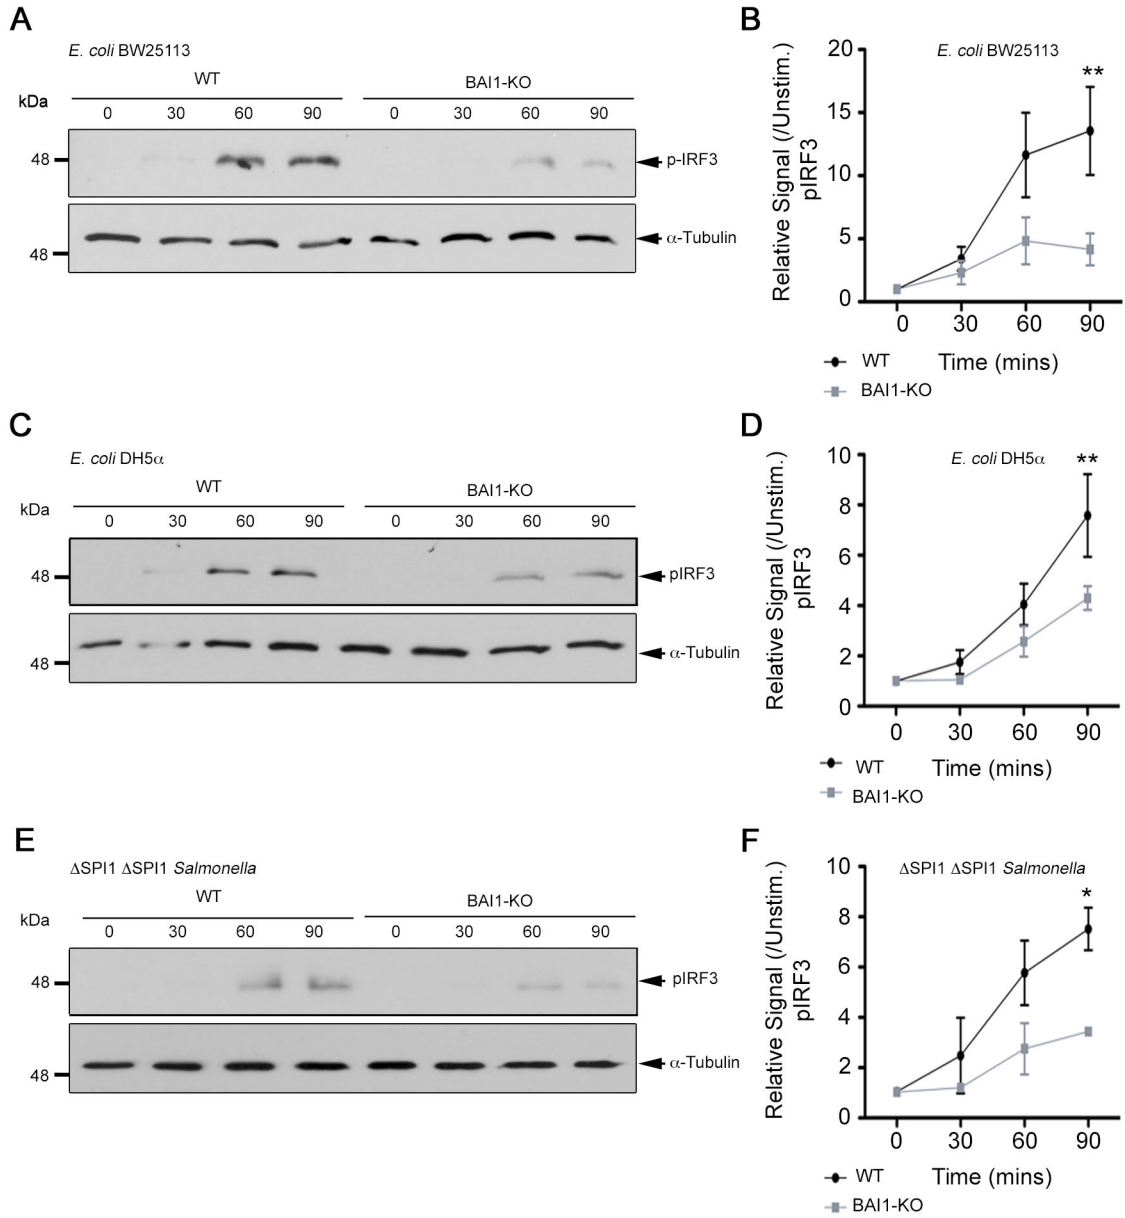 A
E. coli BW25113
WT BAI1-KO
kDa
0 30 60 90 0 30 60 90
48 p-IRF3
48 α-Tubulin
B
Relative Signal (/Unstim.)
pIRF3
E. coli BW25113
**
20
15
10
5
0
0 30 60 90
Time (mins)
WT
BAI1-KO
C
E. coli DH5α
WT BAI1-KO
kDa
0 30 60 90 0 30 60 90
48 pIRF3
48 α-Tubulin
D
Relative Signal (/Unstim.)
pIRF3
E. coli DH5α
**
10
8
6
4
2
0
0 30 60 90
Time (mins)
WT
BAI1-KO
E
ΔSPI1 ΔSPI1 Salmonella
WT BAI1-KO
kDa
0 30 60 90 0 30 60 90
48 pIRF3
48 α-Tubulin
F
Relative Signal (/Unstim.)
pIRF3
ΔSPI1 ΔSPI1 Salmonella
*
10
8
6
4
2
0
0 30 60 90
Time (mins)
WT
BAI1-KO